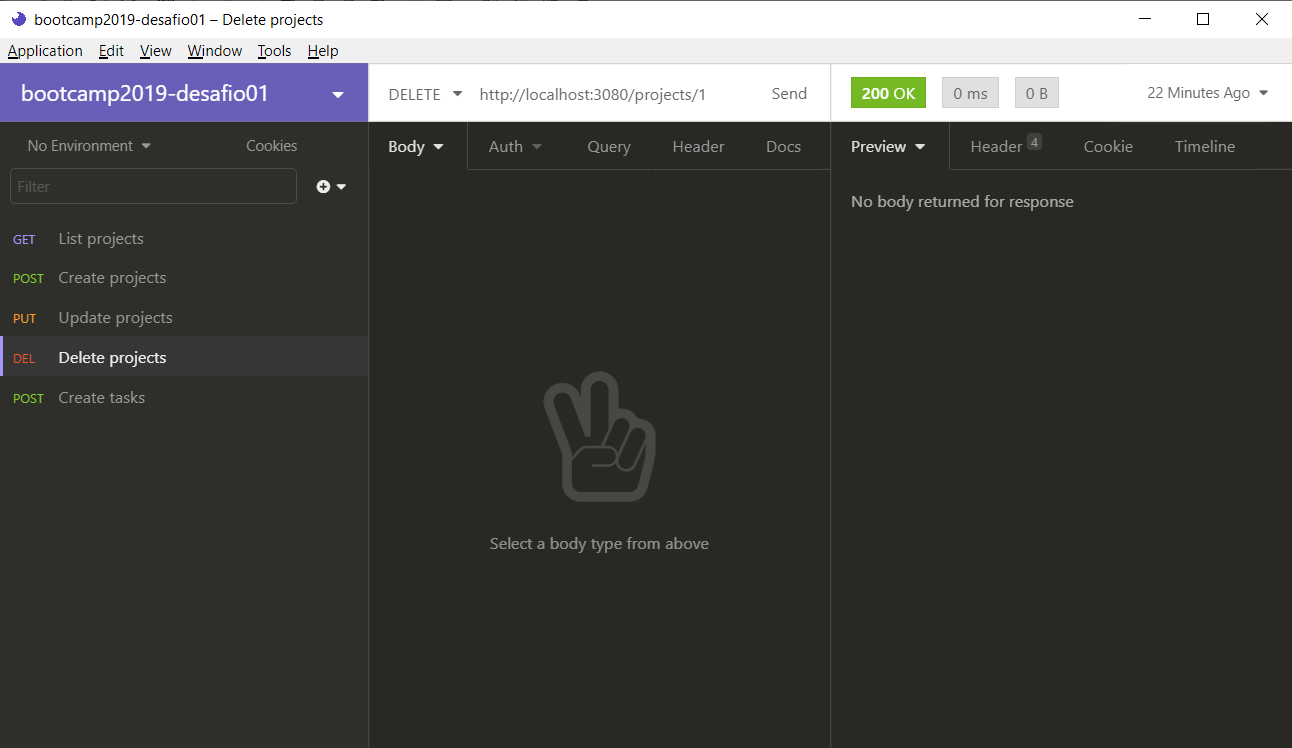 bootcamp2019-desafio01 – Delete projects
Application Edit View Window Tools Help
bootcamp2019-desafio01
DELETE http://localhost:3080/projects/1 Send
200 OK 0 ms 0 B 22 Minutes Ago
No Environment Cookies
Body Auth Query Header Docs
Preview Header 4 Cookie Timeline
Filter
No body returned for response
GET List projects
POST Create projects
PUT Update projects
DEL Delete projects
POST Create tasks
Select a body type from above